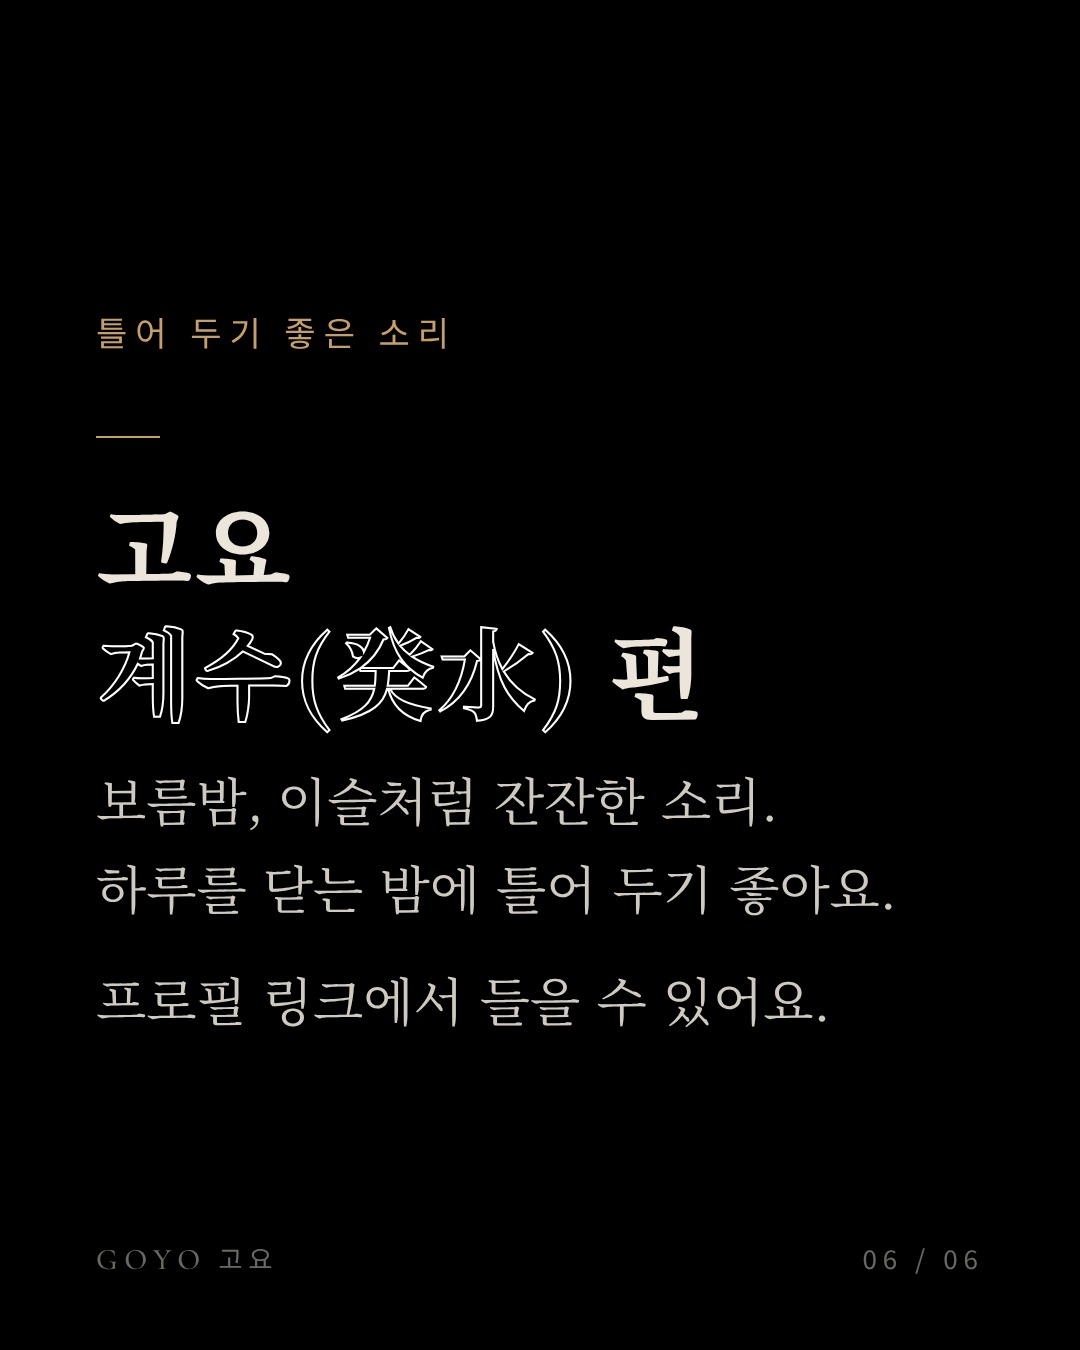 틀어 두기 좋은 소리
고요
계수(癸水) 편
보름밤, 이슬처럼 잔잔한 소리.
하루를 닫는 밤에 틀어 두기 좋아요.
프로필 링크에서 들을 수 있어요.
GOYO 고요
06 / 06